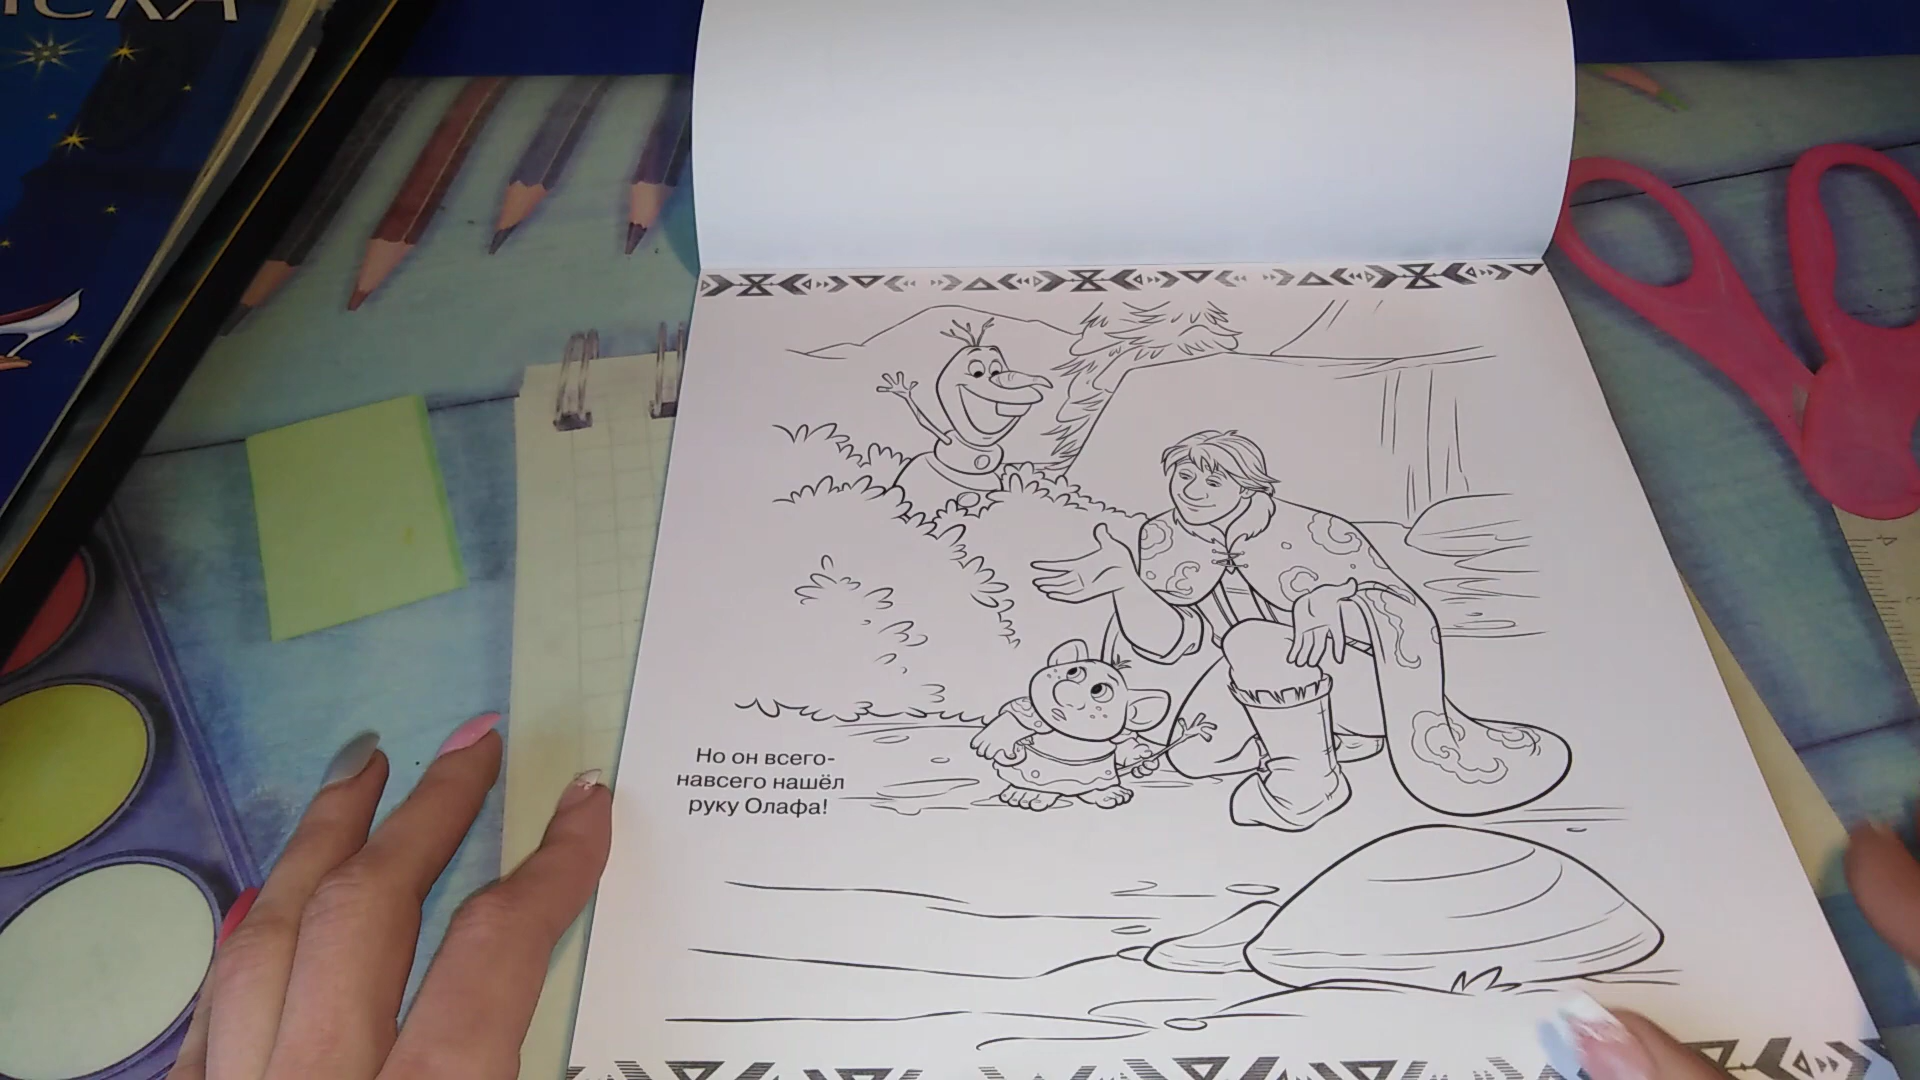 Но он всего-
навсего нашёл
руку Олафа!